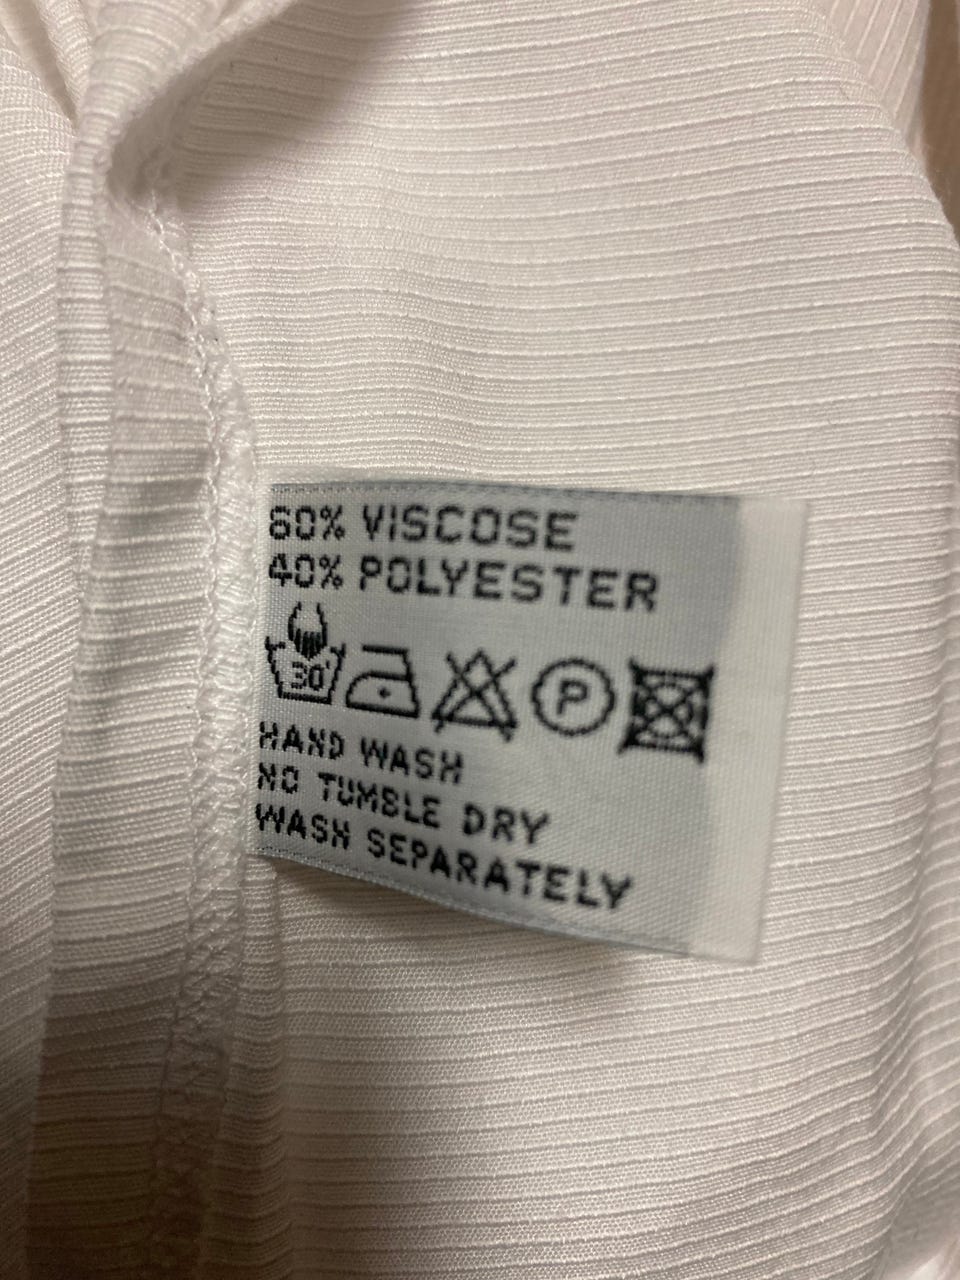 60% VISCOSE
40% POLYESTER
30°
P
HAND WASH
NO TUMBLE DRY
WASH SEPARATELY